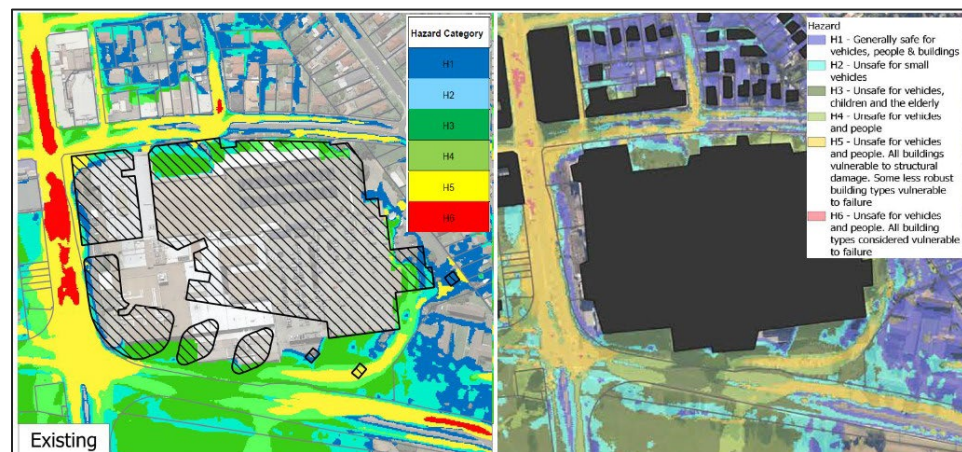 Hazard Category
H1
H2
H3
H4
H5
H6
Existing
Hazard
H1 - Generally safe for
vehicles, people & buildings
H2 - Unsafe for small
vehicles
H3 - Unsafe for vehicles,
children and the elderly
H4 - Unsafe for vehicles
and people
H5 - Unsafe for vehicles
and people. All buildings
vulnerable to structural
damage. Some less robust
building types vulnerable
to failure
H6 - Unsafe for vehicles
and people. All building
types considered vulnerable
to failure